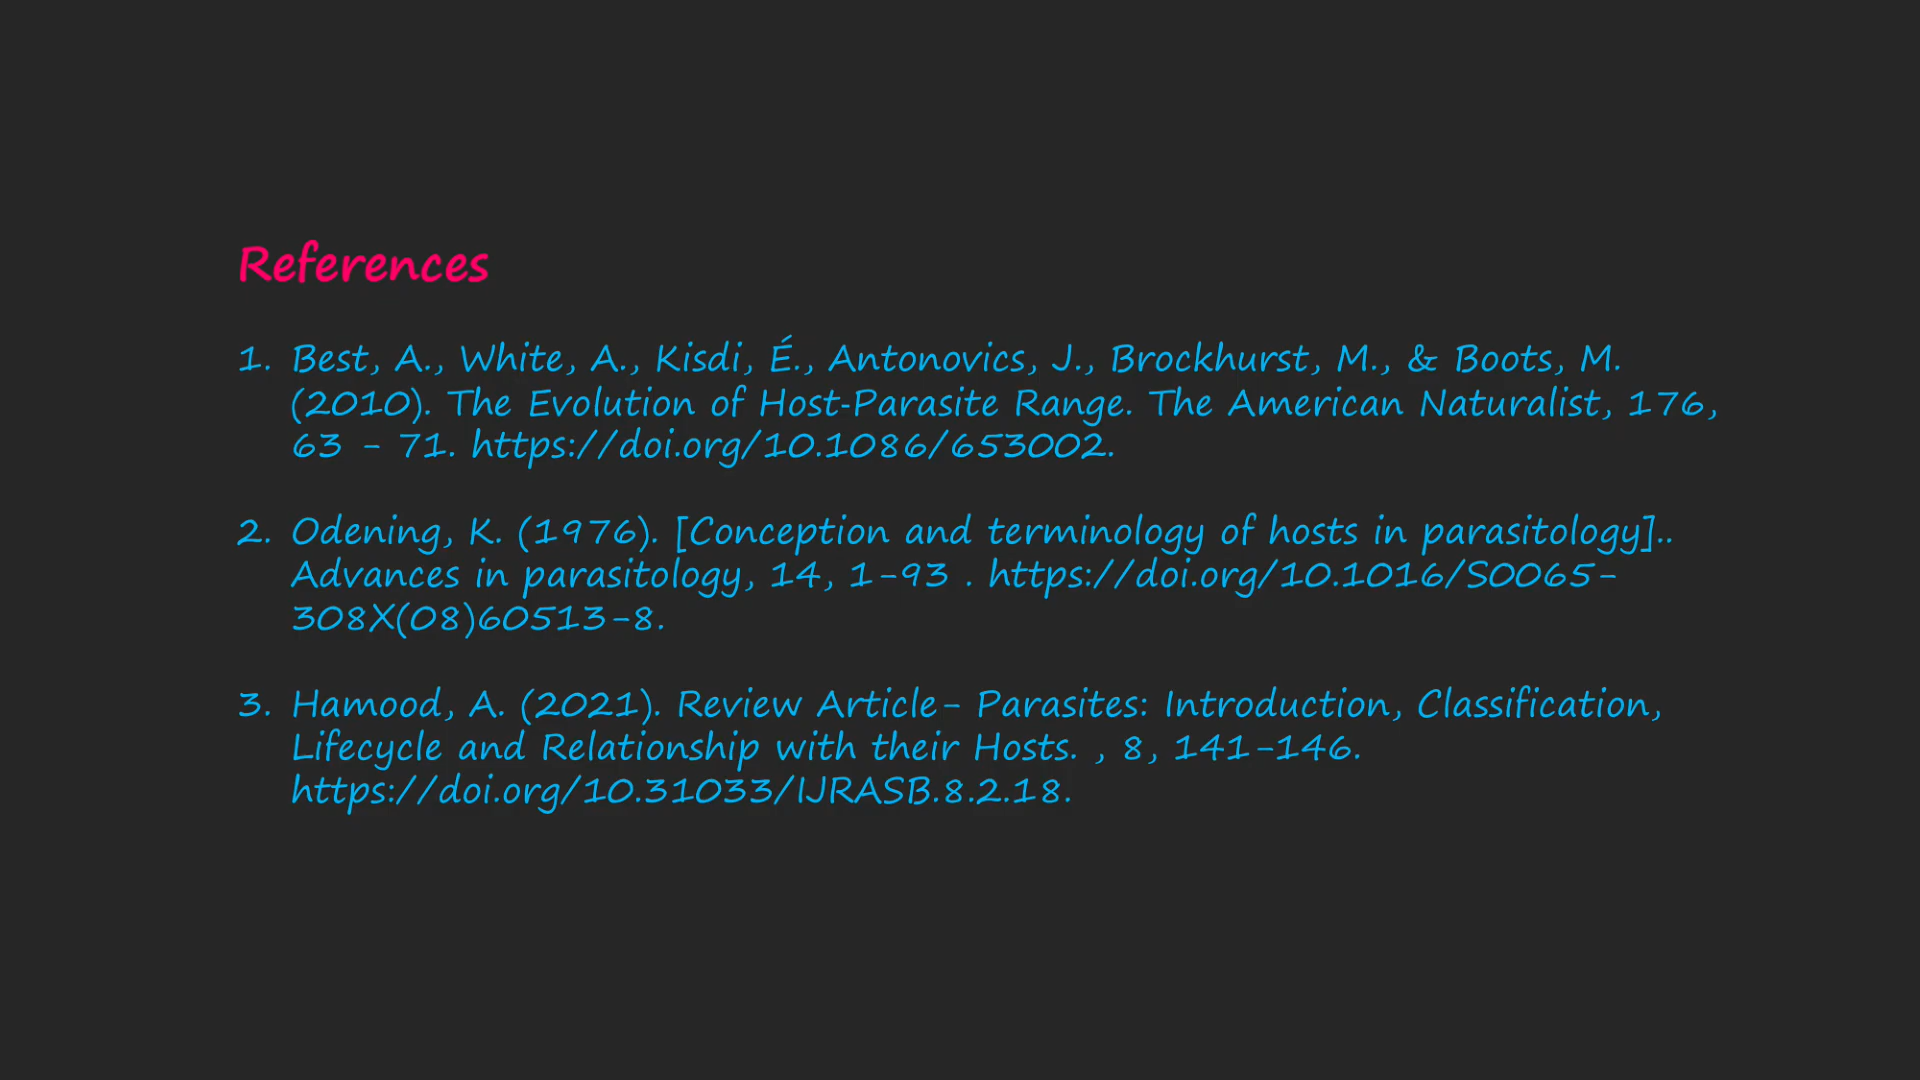 References
1. Best, A., White, A., Kisdi, É., Antonovics, J., Brockhurst, M., & Boots, M.
(2010). The Evolution of Host-Parasite Range. The American Naturalist, 176,
63 - 71. https://doi.org/10.1086/653002.
2. Odening, K. (1976). [Conception and terminology of hosts in parasitology]..
Advances in parasitology, 14, 1-93 . https://doi.org/10.1016/S0065-
308X(08)60513-8.
3. Hamood, A. (2021). Review Article- Parasites: Introduction, Classification,
Lifecycle and Relationship with their Hosts. , 8, 141-146.
https://doi.org/10.31033/IJRASB.8.2.18.